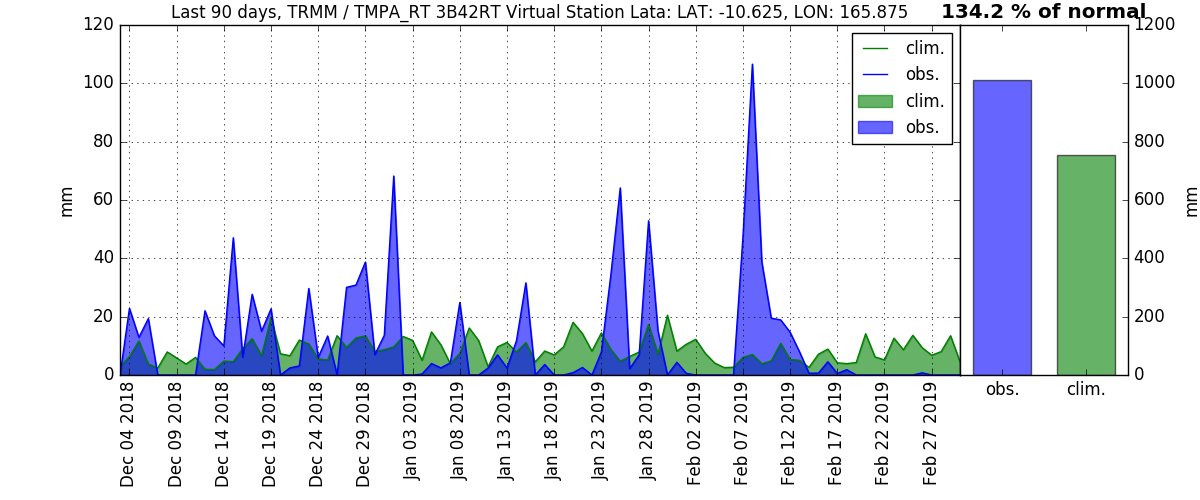 Last 90 days, TRMM / TMPA_RT 3B42RT Virtual Station Lata: LAT: -10.625, LON: 165.875
134.2 % of normal
120
100
80
60
40
20
0
mm
clim.
obs.
clim.
obs.
1200
1000
800
600
400
200
0
mm
Dec 04 2018
Dec 09 2018
Dec 14 2018
Dec 19 2018
Dec 24 2018
Dec 29 2018
Jan 03 2019
Jan 08 2019
Jan 13 2019
Jan 18 2019
Jan 23 2019
Jan 28 2019
Feb 02 2019
Feb 07 2019
Feb 12 2019
Feb 17 2019
Feb 22 2019
Feb 27 2019
obs.
clim.